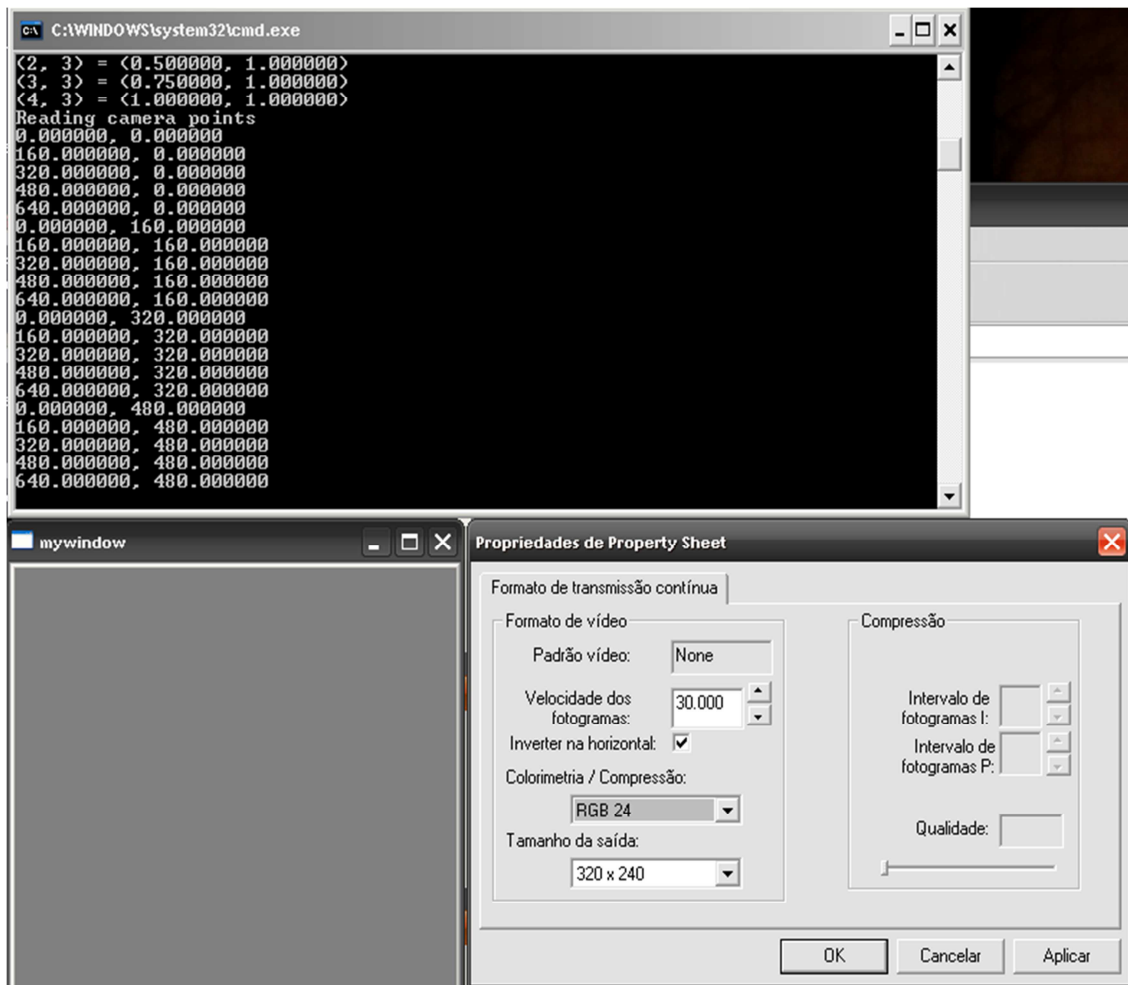 C:\WINDOWS\system32\cmd.exe
(2, 3) = (0.500000, 1.000000)
(3, 3) = (0.750000, 1.000000)
(4, 3) = (1.000000, 1.000000)
Reading camera points
0.000000, 0.000000
160.000000, 0.000000
320.000000, 0.000000
480.000000, 0.000000
640.000000, 0.000000
0.000000, 160.000000
160.000000, 160.000000
320.000000, 160.000000
480.000000, 160.000000
640.000000, 160.000000
0.000000, 320.000000
160.000000, 320.000000
320.000000, 320.000000
480.000000, 320.000000
640.000000, 320.000000
0.000000, 480.000000
160.000000, 480.000000
320.000000, 480.000000
480.000000, 480.000000
640.000000, 480.000000
mywindow
Propriedades de Property Sheet
Formato de transmissão contínua
Formato de vídeo
Padrão vídeo: None
Velocidade dos
fotogramas: 30.000
Inverter na horizontal:
Colorimetria / Compressão:
RGB 24
Tamanho da saída:
320 x 240
Compressão
Intervalo de
fotogramas I:
Intervalo de
fotogramas P:
Qualidade:
OK Cancelar Aplicar